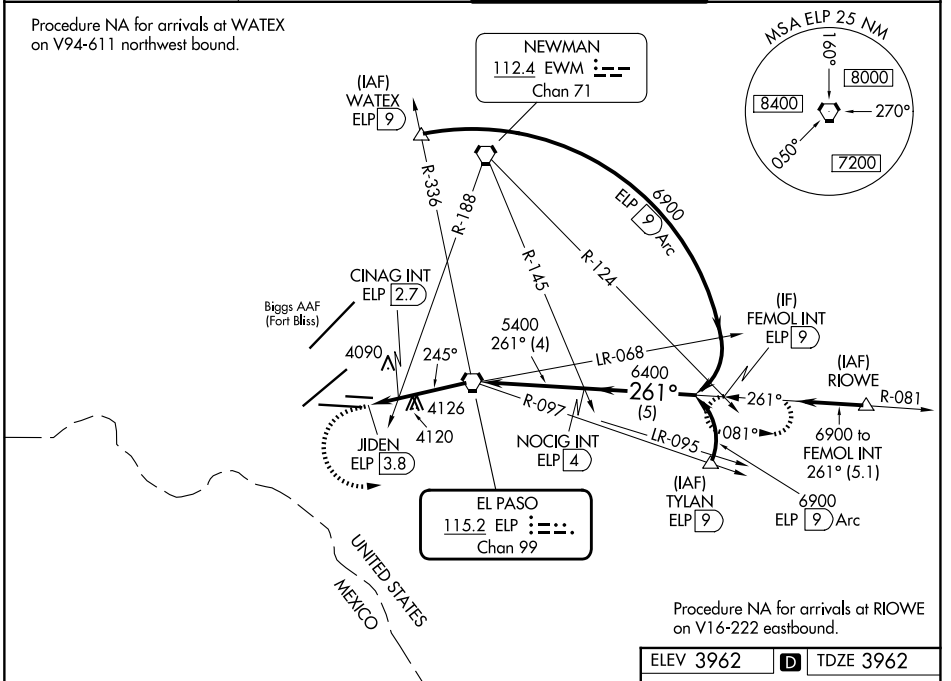 Procedure NA for arrivals at WATEX
on V94-611 northwest bound.
NEWMAN
112.4 EWM
Chan 71
MSA ELP 25 NM
160°
8000
8400
270°
050°
7200
(IAF)
WATEX
ELP 9
R-336
R-188
6900
ELP 9 Arc
R-145
R-124
CINAG INT
ELP 2.7
Biggs AAF
(Fort Bliss)
4090
245°
5400
261° (4)
LR-068
(IF)
FEMOL INT
ELP 9
(IAF)
RIOWE
R-081
6400
261°
(5)
261°
4126
4120
R-097
LR-095
081°
6900 to
FEMOL INT
261° (5.1)
JIDEN
ELP 3.8
NOCIG INT
ELP 4
(IAF)
TYLAN
ELP 9
6900
ELP 9 Arc
EL PASO
115.2 ELP
Chan 99
UNITED STATES
MEXICO
Procedure NA for arrivals at RIOWE
on V16-222 eastbound.
ELEV 3962 D TDZE 3962